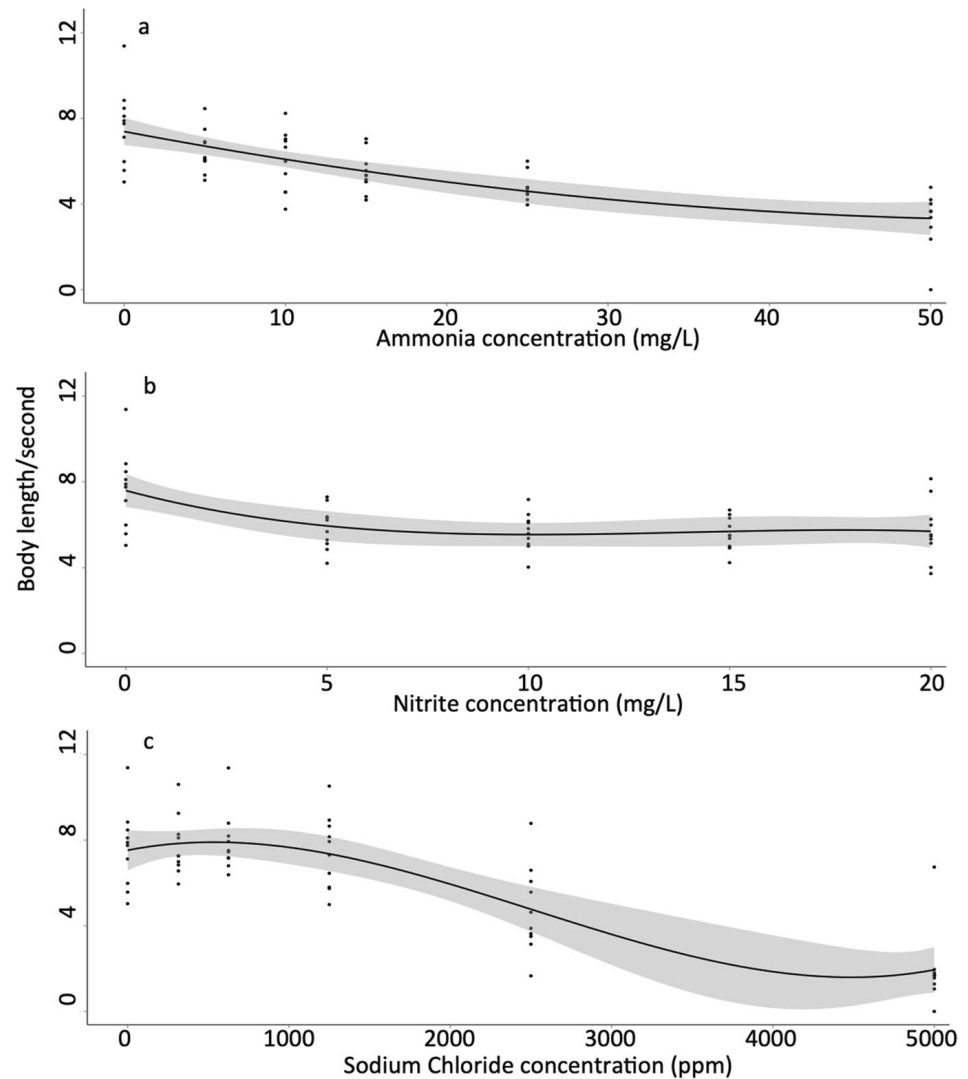 a
12
8
4
0
0 10 20 30 40 50
Ammonia concentration (mg/L)
b
12
8
4
0
Body length/second
0 5 10 15 20
Nitrite concentration (mg/L)
c
12
8
4
0
0 1000 2000 3000 4000 5000
Sodium Chloride concentration (ppm)